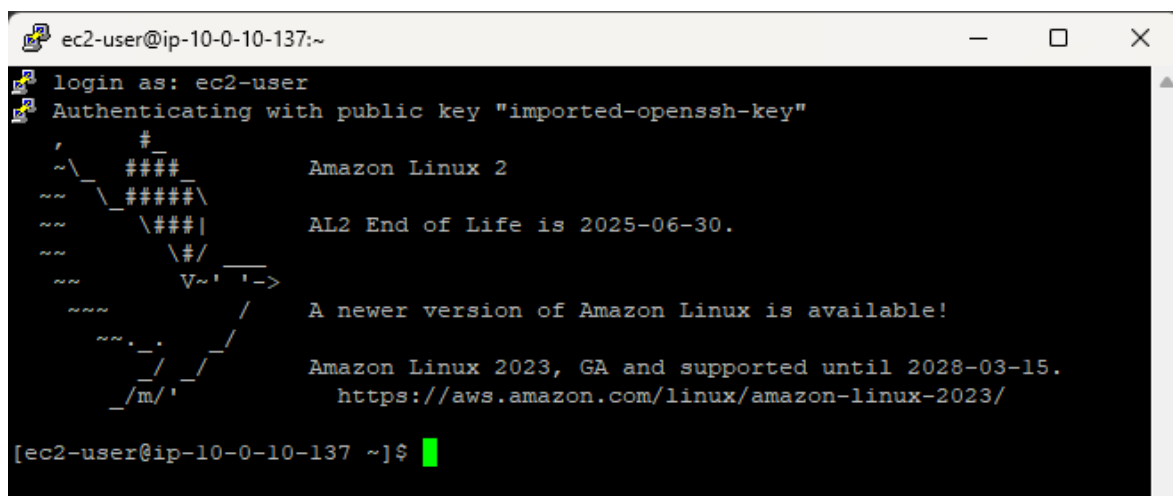 ec2-user@ip-10-0-10-137:~
login as: ec2-user
Authenticating with public key "imported-openssh-key"
   ,     #_
   ~\_  ####_        Amazon Linux 2
  ~~  \_#####\
  ~~     \###|       AL2 End of Life is 2025-06-30.
  ~~       \#/ ___
   ~~       V~' '->
    ~~~         /    A newer version of Amazon Linux is available!
      ~~._.   _/
         _/ _/       Amazon Linux 2023, GA and supported until 2028-03-15.
       _/m/'           https://aws.amazon.com/linux/amazon-linux-2023/
[ec2-user@ip-10-0-10-137 ~]$